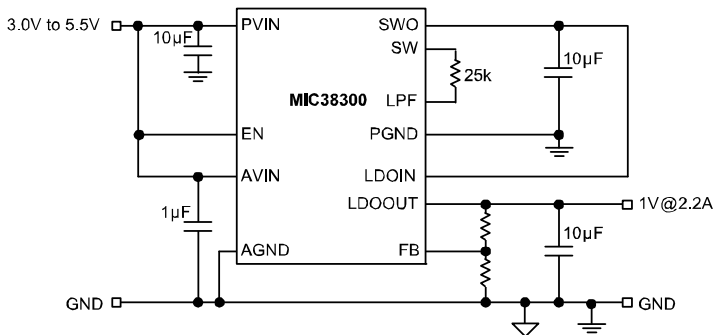 3.0V to 5.5V
PVIN
SWO
10µF
SW
10µF
25k
MIC38300
LPF
EN
PGND
AVIN
LDOIN
LDOOUT
1V@2.2A
1µF
10µF
AGND
FB
GND
GND